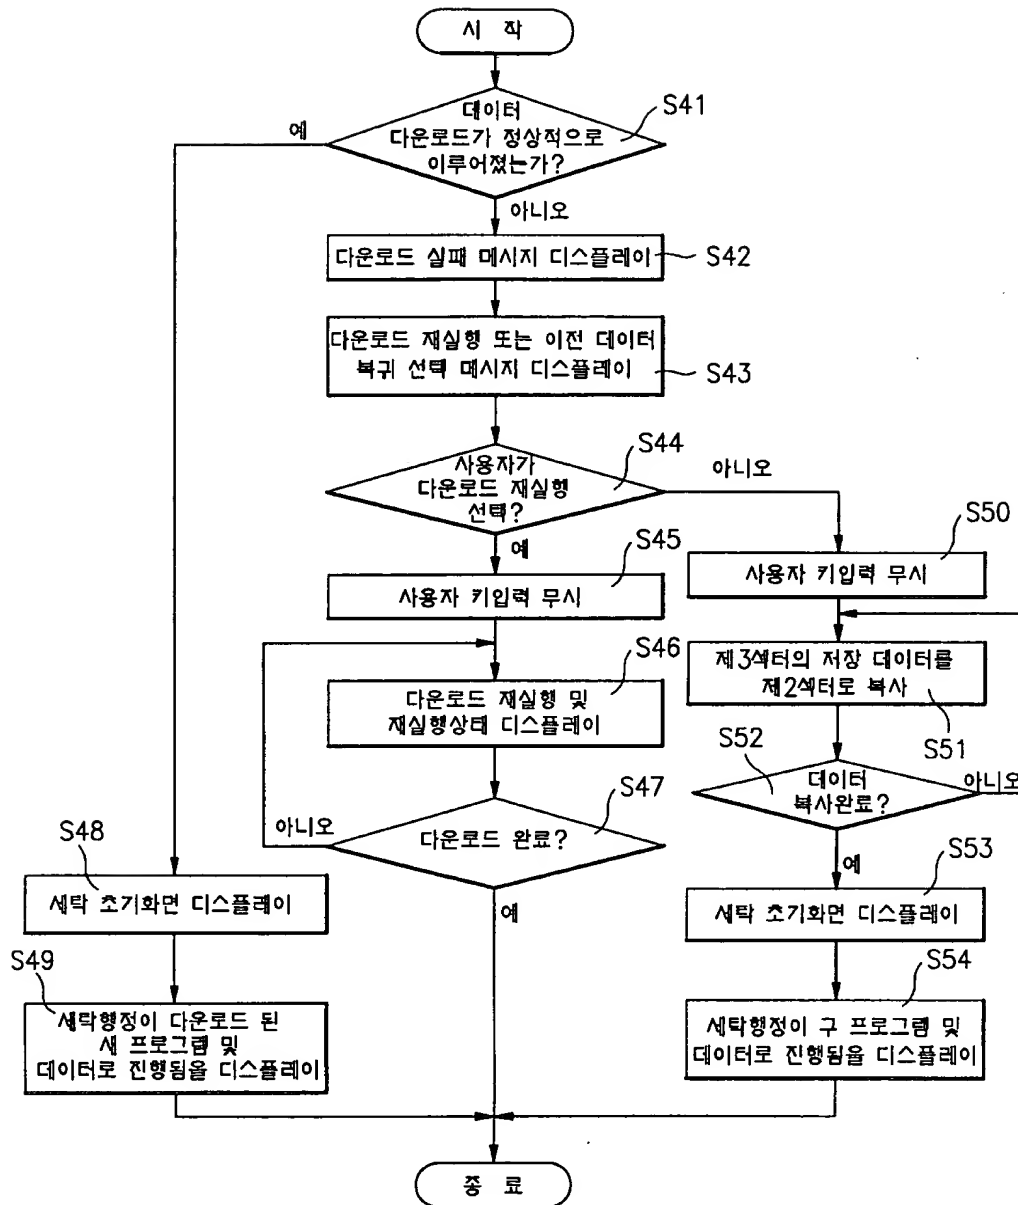 시 작
S41
데이터
다운로드가 정상적으로
이루어졌는가?
예
아니오
다운로드 실패 메시지 디스플레이
S42
다운로드 재실행 또는 이전 데이터
복귀 선택 메시지 디스플레이
S43
S44
사용자가
다운로드 재실행
선택?
아니오
예
S45
사용자 키입력 무시
S50
사용자 키입력 무시
S46
다운로드 재실행 및
재실행상태 디스플레이
제3섹터의 저장 데이터를
제2섹터로 복사
S51
S52
데이터
복사완료?
아니오
예
S47
다운로드 완료?
아니오
예
S48
세탁 초기화면 디스플레이
S53
세탁 초기화면 디스플레이
S49
세탁행정이 다운로드 된
새 프로그램 및
데이터로 진행됨을 디스플레이
S54
세탁행정이 구 프로그램 및
데이터로 진행됨을 디스플레이
종 료